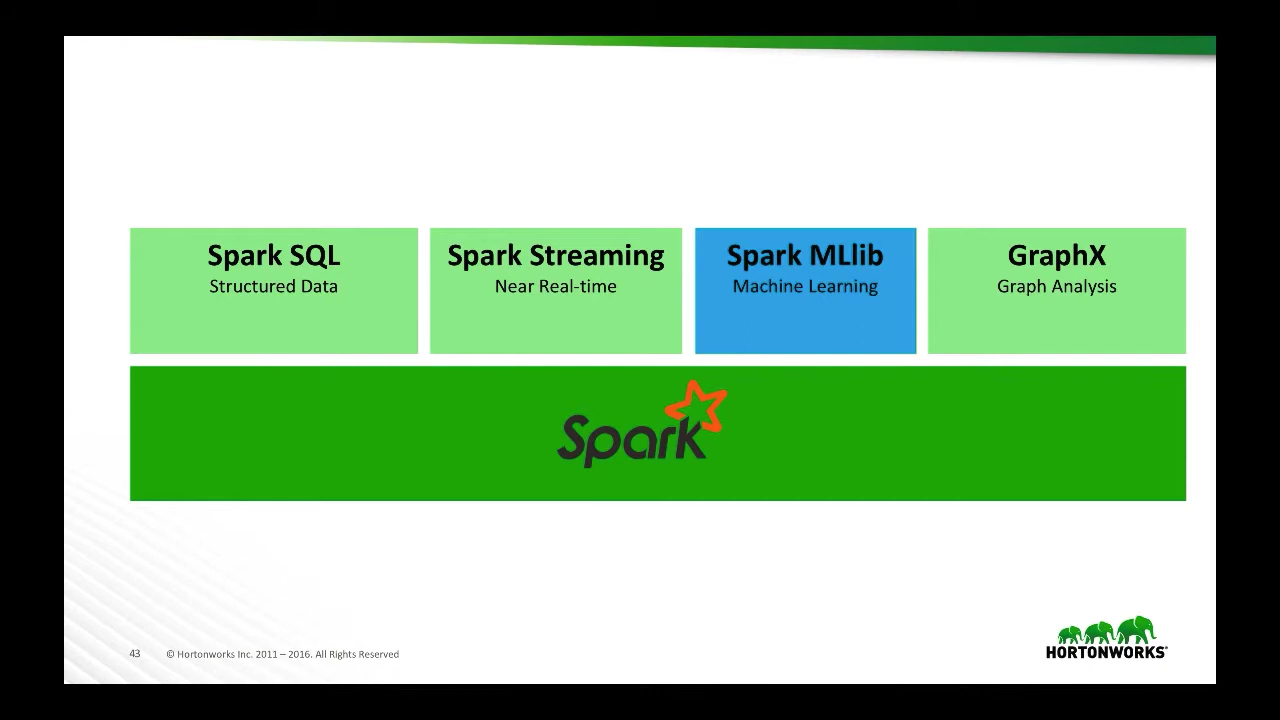 Spark SQL
Structured Data
Spark Streaming
Near Real-time
Spark MLlib
Machine Learning
GraphX
Graph Analysis
Spark
43 © Hortonworks Inc. 2011 – 2016. All Rights Reserved
HORTONWORKS®